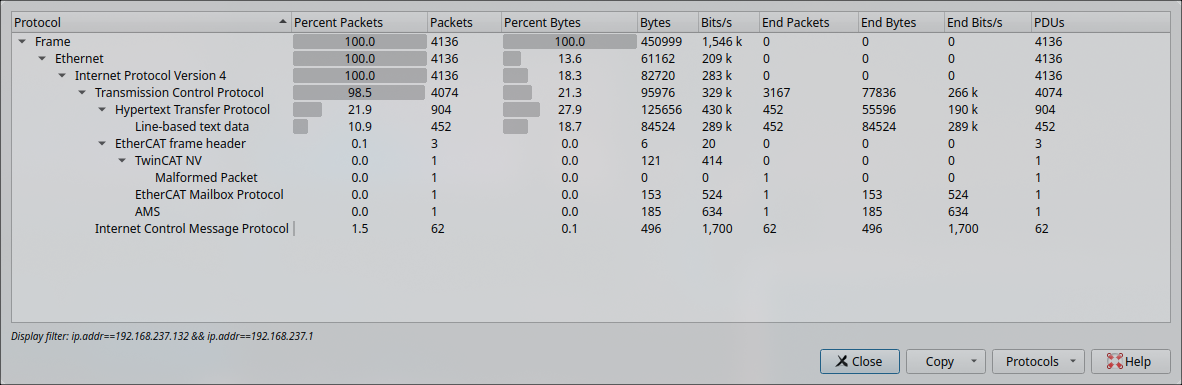 Protocol Percent Packets Packets Percent Bytes Bytes Bits/s End Packets End Bytes End Bits/s PDUs
Frame 100.0 4136 100.0 450999 1,546 k 0 0 0 4136
Ethernet 100.0 4136 13.6 61162 209 k 0 0 0 4136
Internet Protocol Version 4 100.0 4136 18.3 82720 283 k 0 0 0 4136
Transmission Control Protocol 98.5 4074 21.3 95976 329 k 3167 77836 266 k 4074
Hypertext Transfer Protocol 21.9 904 27.9 125656 430 k 452 55596 190 k 904
Line-based text data 10.9 452 18.7 84524 289 k 452 84524 289 k 452
EtherCAT frame header 0.1 3 0.0 6 20 0 0 0 3
TwinCAT NV 0.0 1 0.0 121 414 0 0 0 1
Malformed Packet 0.0 1 0.0 0 0 1 0 0 1
EtherCAT Mailbox Protocol 0.0 1 0.0 153 524 1 153 524 1
AMS 0.0 1 0.0 185 634 1 185 634 1
Internet Control Message Protocol 1.5 62 0.1 496 1,700 62 496 1,700 62
Display filter: ip.addr==192.168.237.132 && ip.addr==192.168.237.1
Close Copy Protocols Help